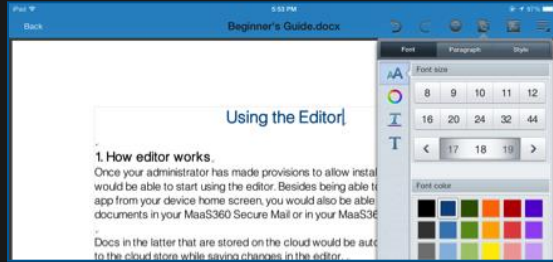 iPad
5:53 PM
97%
Back
Beginner's Guide.docx
Font
Paragraph
Style
AA
Font size
8 9 10 11 12
16 20 24 32 44
< 17 18 19 >
Font color
T
T
Using the Editor
1. How editor works
Once your administrator has made provisions to allow instal
would be able to start using the editor. Besides being able to
app from your device home screen, you would also be able
documents in your MaaS360 Secure Mail or in your MaaS36
Docs in the latter that are stored on the cloud would be auto
to the cloud store while saving changes in the editor.